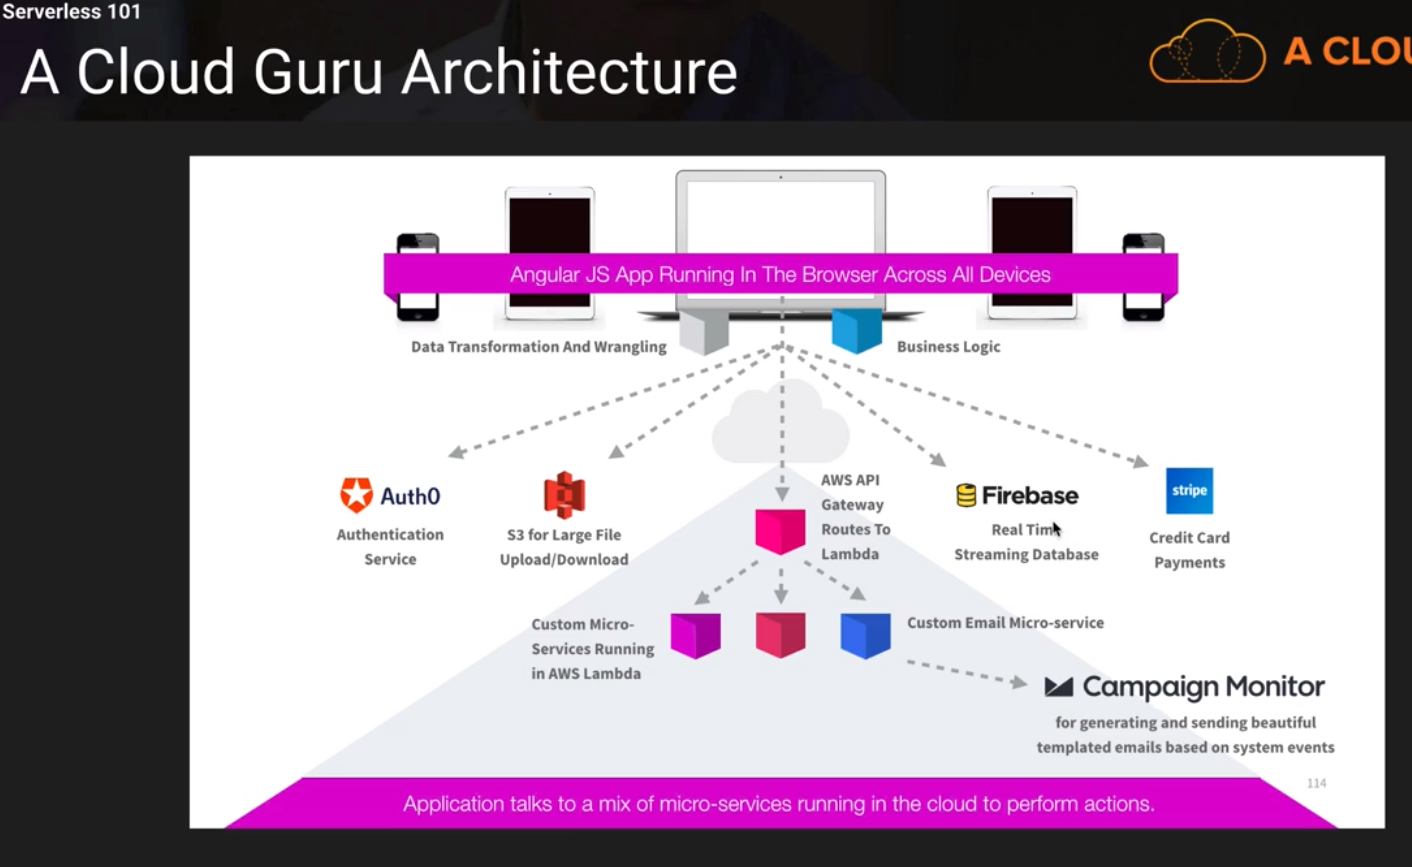 Serverless 101
A Cloud Guru Architecture
A CLOU
Angular JS App Running In The Browser Across All Devices
Data Transformation And Wrangling
Business Logic
Auth0
Authentication
Service
S3 for Large File
Upload/Download
AWS API
Gateway
Routes To
Lambda
Firebase
Real Time
Streaming Database
stripe
Credit Card
Payments
Custom Micro-
Services Running
in AWS Lambda
Custom Email Micro-service
Campaign Monitor
for generating and sending beautiful
templated emails based on system events
114
Application talks to a mix of micro-services running in the cloud to perform actions.